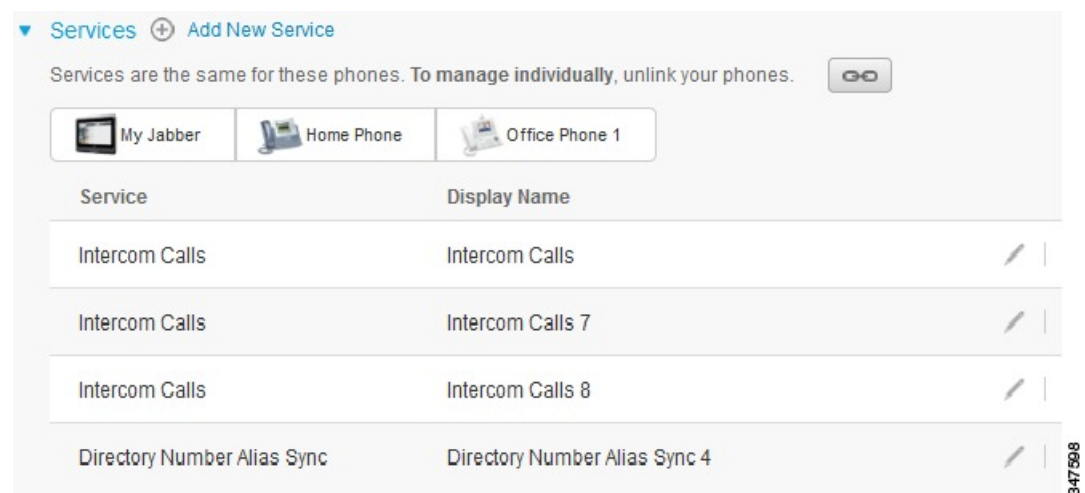 Services Add New Service
Services are the same for these phones. To manage individually, unlink your phones.
My Jabber Home Phone Office Phone 1
Service Display Name
Intercom Calls Intercom Calls
Intercom Calls Intercom Calls 7
Intercom Calls Intercom Calls 8
Directory Number Alias Sync Directory Number Alias Sync 4
347598